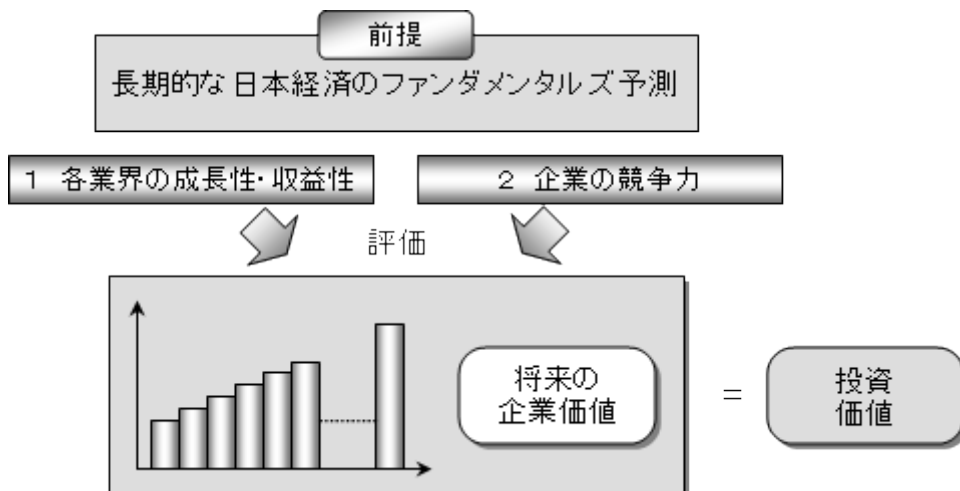 前提
長期的な日本経済のファンダメンタルズ予測
1 各業界の成長性・収益性
2 企業の競争力
評価
将来の
企業価値
=
投資
価値